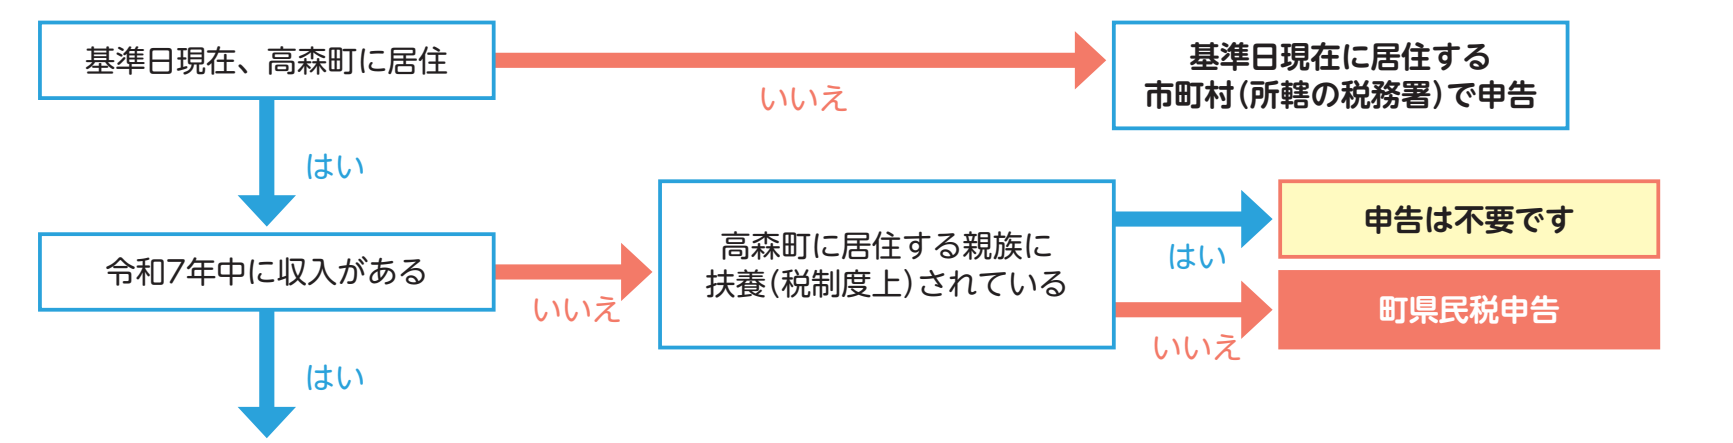 基準日現在、高森町に居住
いいえ
基準日現在に居住する
市町村(所轄の税務署)で申告
はい
令和7年中に収入がある
いいえ
高森町に居住する親族に
扶養(税制度上)されている
はい
申告は不要です
いいえ
町県民税申告
はい